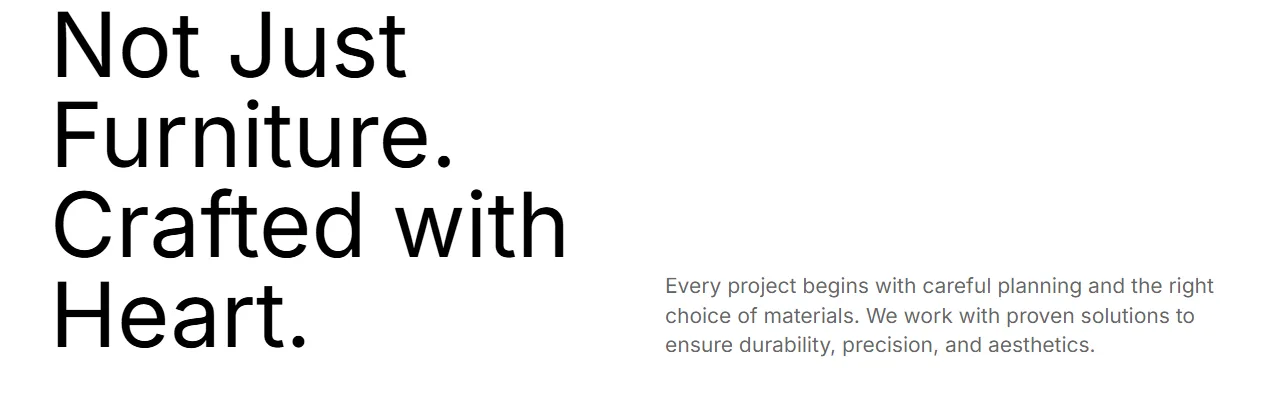 Not Just
Furniture.
Crafted with
Heart.
Every project begins with careful planning and the right
choice of materials. We work with proven solutions to
ensure durability, precision, and aesthetics.